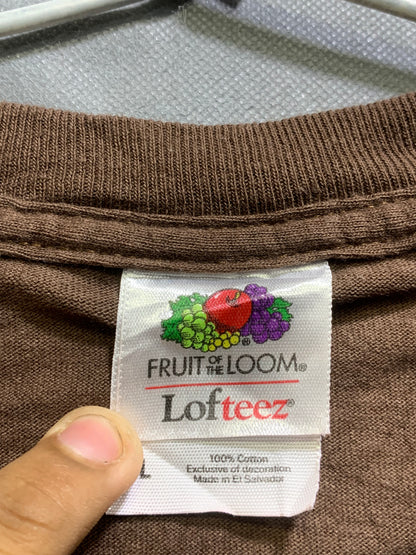 FRUIT OF THE LOOM®
Lofteez®
L
100% Cotton
Exclusive of decoration
Made in El Salvador